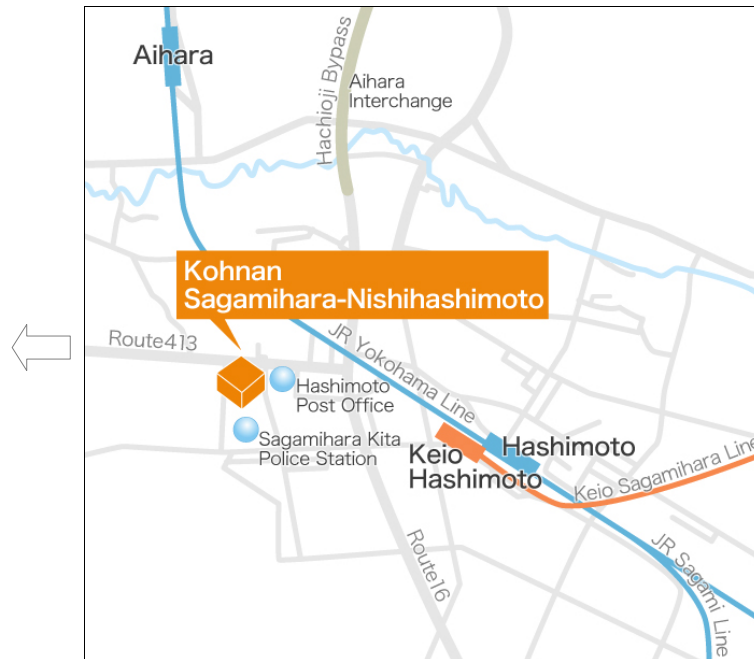 Aihara
Hachioji Bypass
Aihara
Interchange
Kohnan
Sagamihara-Nishihashimoto
Route413
JR Yokohama Line
Hashimoto
Post Office
Sagamihara Kita
Police Station
Keio
Hashimoto
Hashimoto
Keio Sagamihara Line
Route16
JR Sagami Line